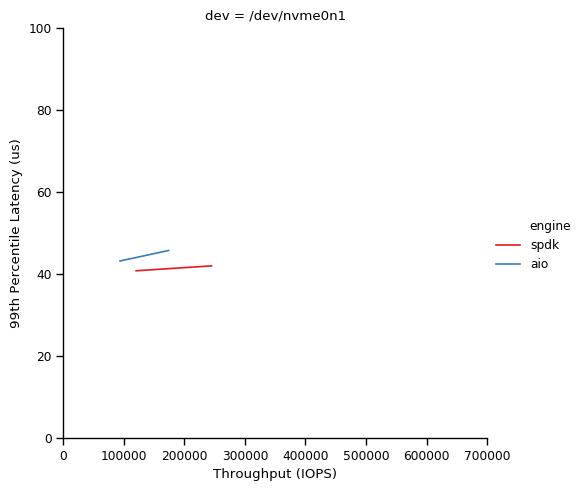 dev = /dev/nvme0n1
100
80
60
40
20
0
99th Percentile Latency (us)
0 100000 200000 300000 400000 500000 600000 700000
Throughput (IOPS)
engine
spdk
aio